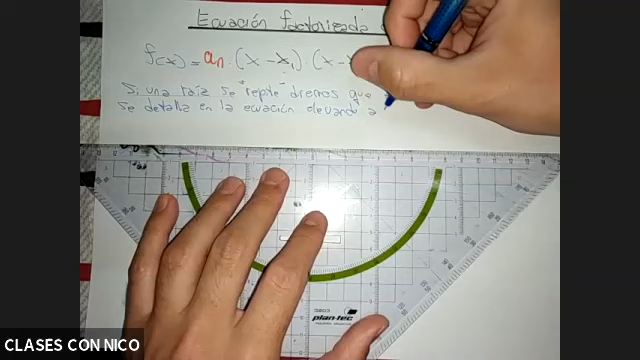 Ecuación factorizada
f(x) = an · (x - x1) · (x -
Si una raíz se "repite" diremos que
se detalla en la ecuación elevando a
plan-tec
CLASES CON NICO